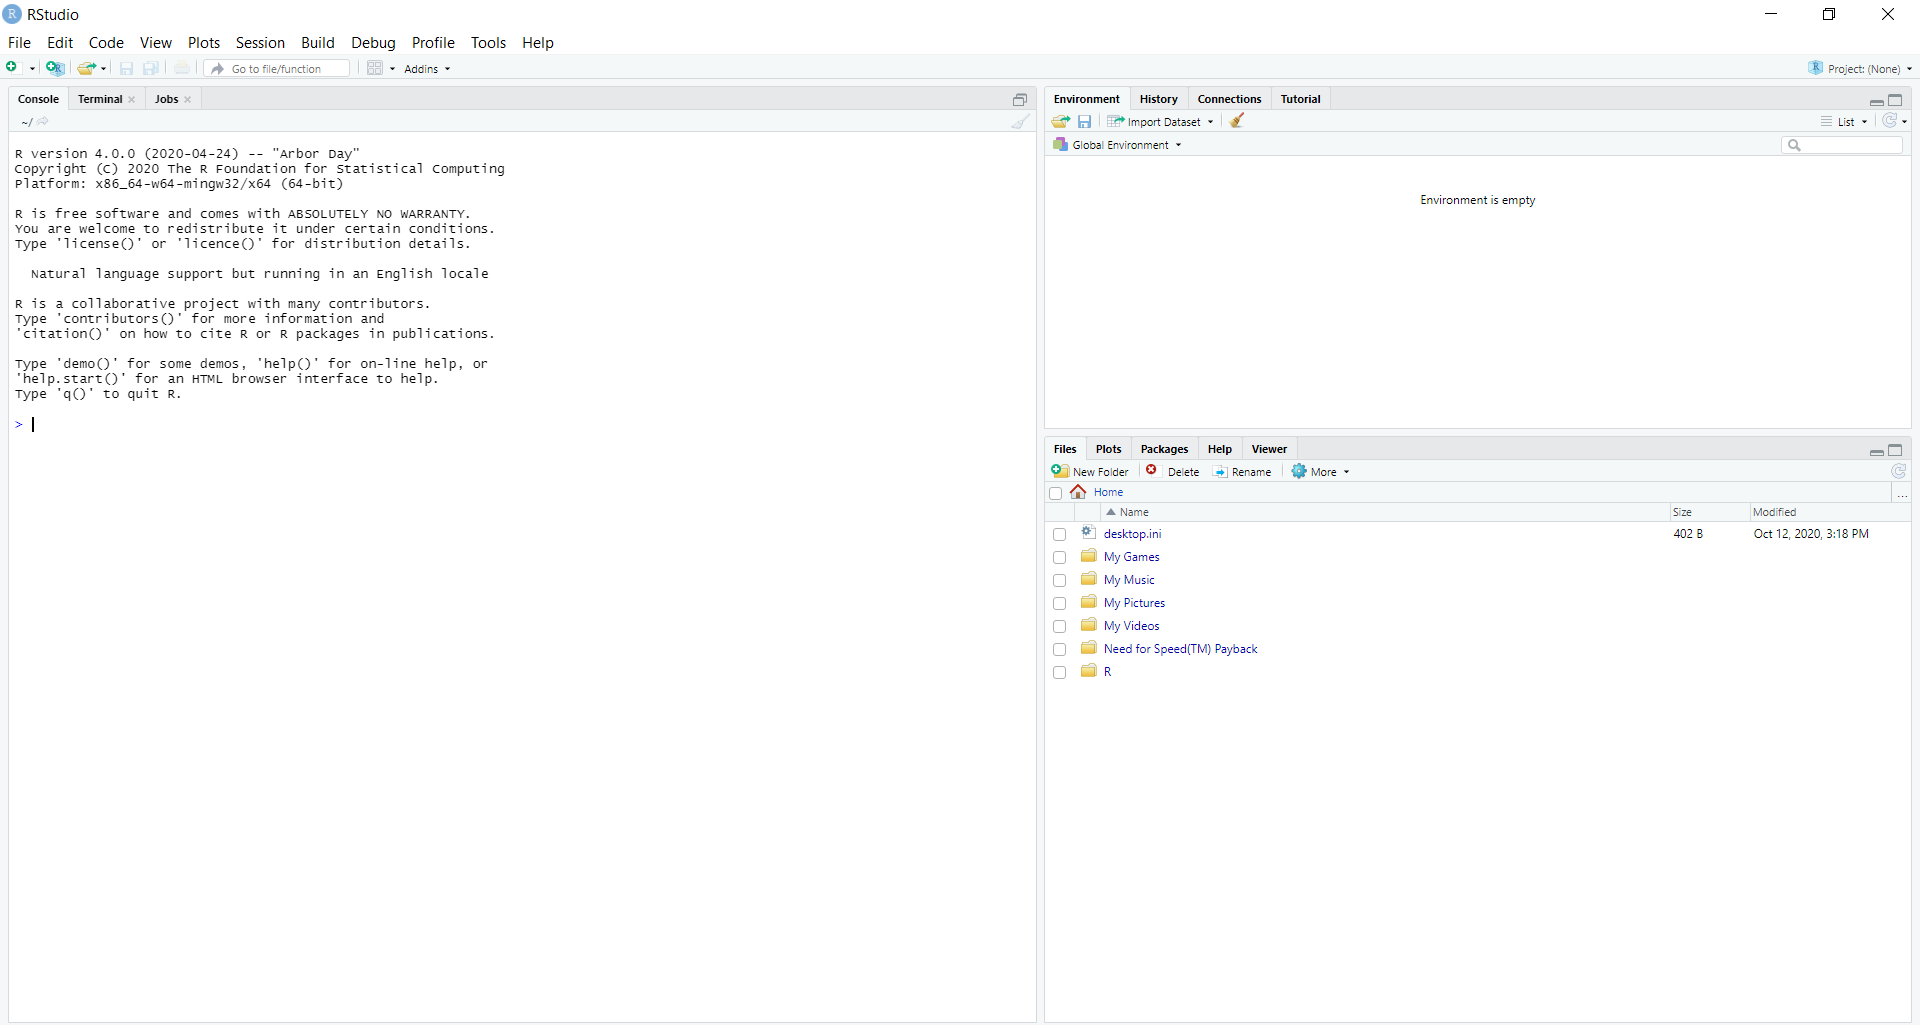 RStudio
File Edit Code View Plots Session Build Debug Profile Tools Help
Go to file/function Addins Project: (None)
Console Terminal Jobs
~/
R version 4.0.0 (2020-04-24) -- "Arbor Day"
Copyright (C) 2020 The R Foundation for Statistical Computing
Platform: x86_64-w64-mingw32/x64 (64-bit)
R is free software and comes with ABSOLUTELY NO WARRANTY.
You are welcome to redistribute it under certain conditions.
Type 'license()' or 'licence()' for distribution details.
Natural language support but running in an English locale
R is a collaborative project with many contributors.
Type 'contributors()' for more information and
'citation()' on how to cite R or R packages in publications.
Type 'demo()' for some demos, 'help()' for on-line help, or
'help.start()' for an HTML browser interface to help.
Type 'q()' to quit R.
>
Environment History Connections Tutorial
Import Dataset List
Global Environment
Environment is empty
Files Plots Packages Help Viewer
New Folder Delete Rename More
Home ...
Name Size Modified
desktop.ini 402 B Oct 12, 2020, 3:18 PM
My Games
My Music
My Pictures
My Videos
Need for Speed(TM) Payback
R